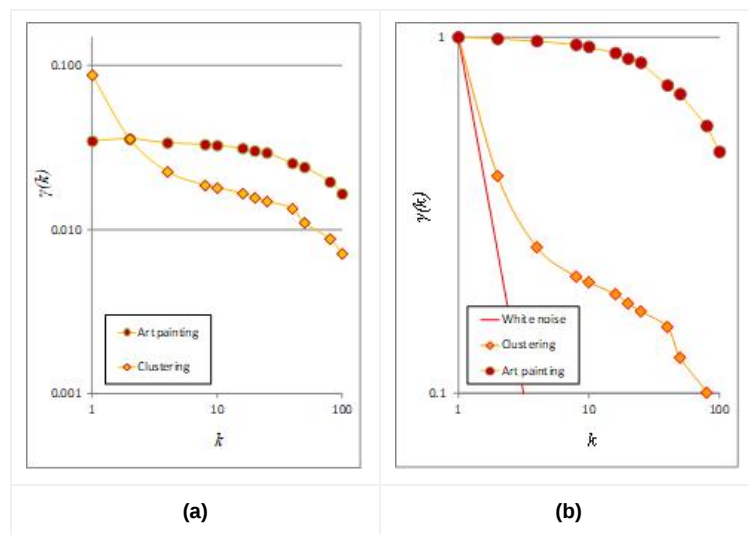 0.100
0.010
0.001
γ(k)
1
10
100
k
Art painting
Clustering
1
0.1
γ(k)
1
10
100
k
White noise
Clustering
Art painting
(a)
(b)